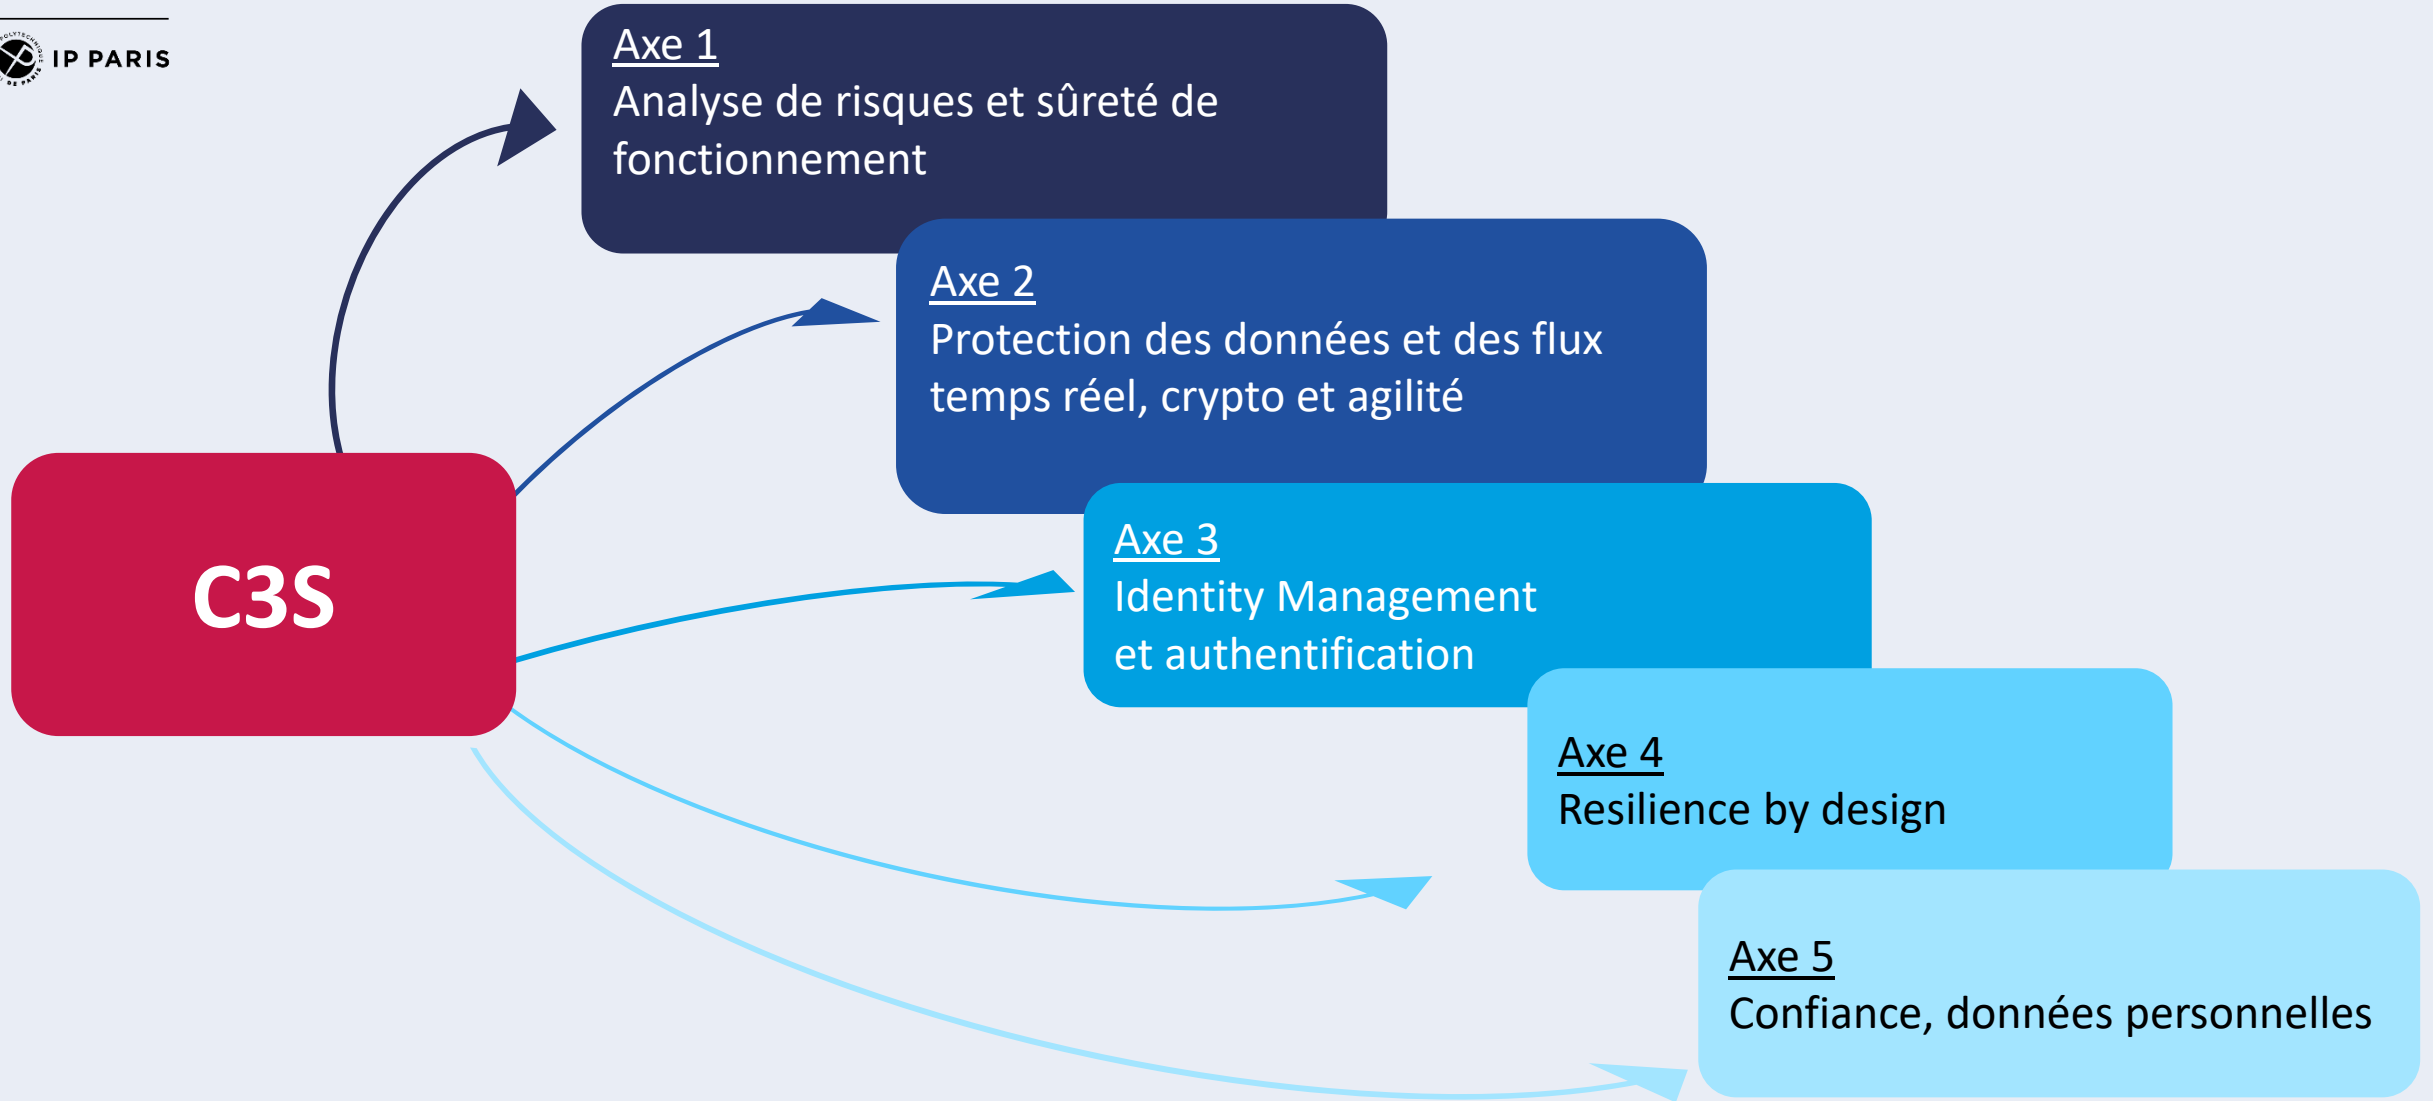 IP PARIS
Axe 1
Analyse de risques et sûreté de
fonctionnement
Axe 2
Protection des données et des flux
temps réel, crypto et agilité
Axe 3
Identity Management
et authentification
C3S
Axe 4
Resilience by design
Axe 5
Confiance, données personnelles